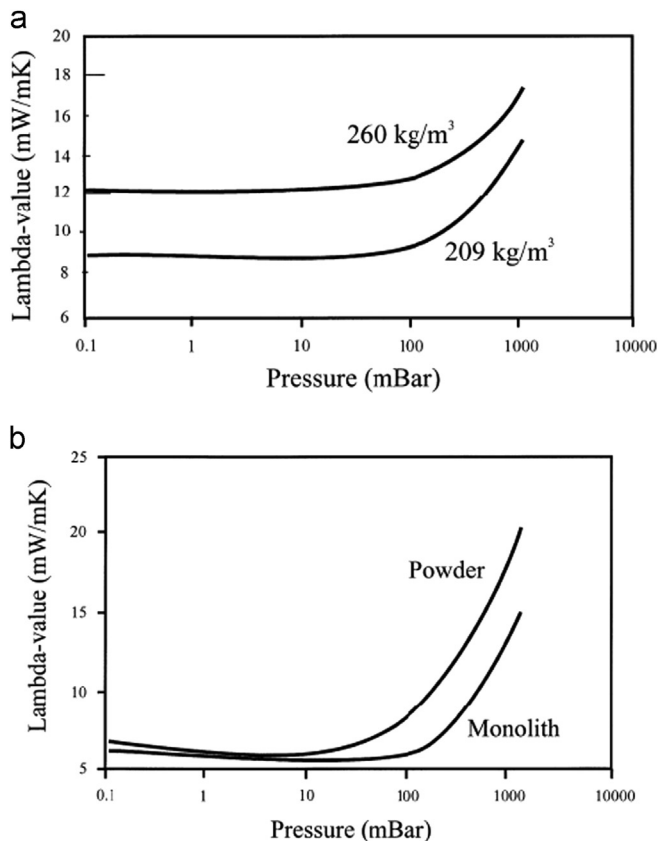 a
Lambda-value (mW/mK)
20
18
16
14
12
10
8
6
260 kg/m³
209 kg/m³
0.1 1 10 100 1000 10000
Pressure (mBar)
b
Lambda-value (mW/mK)
25
20
15
10
5
Powder
Monolith
0.1 1 10 100 1000 10000
Pressure (mBar)